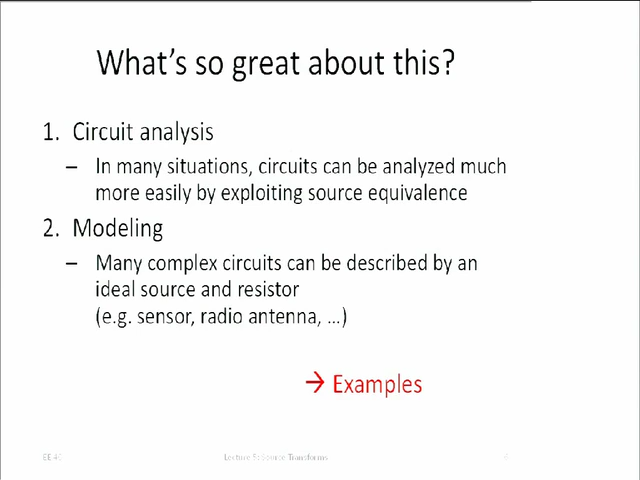 What's so great about this?
1. Circuit analysis
– In many situations, circuits can be analyzed much
more easily by exploiting source equivalence
2. Modeling
– Many complex circuits can be described by an
ideal source and resistor
(e.g. sensor, radio antenna, ...)
→ Examples
Lecture 5: Source Transforms